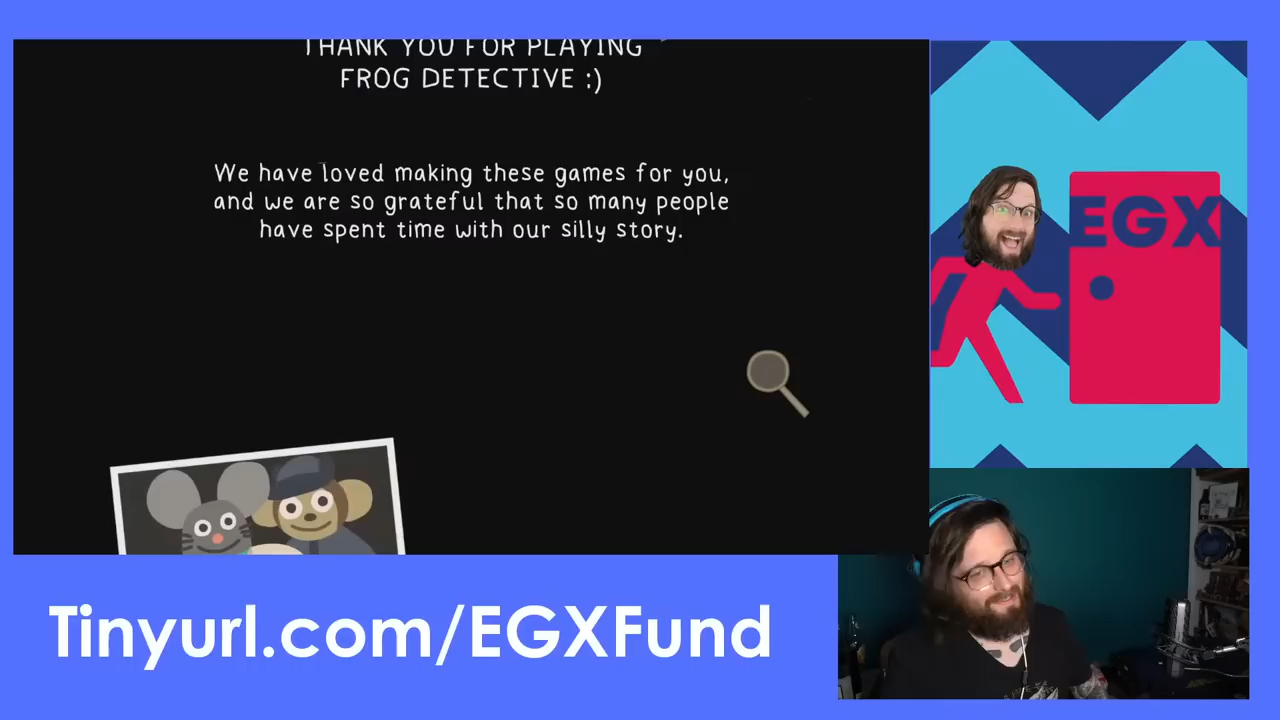 THANK YOU FOR PLAYING
FROG DETECTIVE :)
We have loved making these games for you,
and we are so grateful that so many people
have spent time with our silly story.
EGX
Tinyurl.com/EGXFund